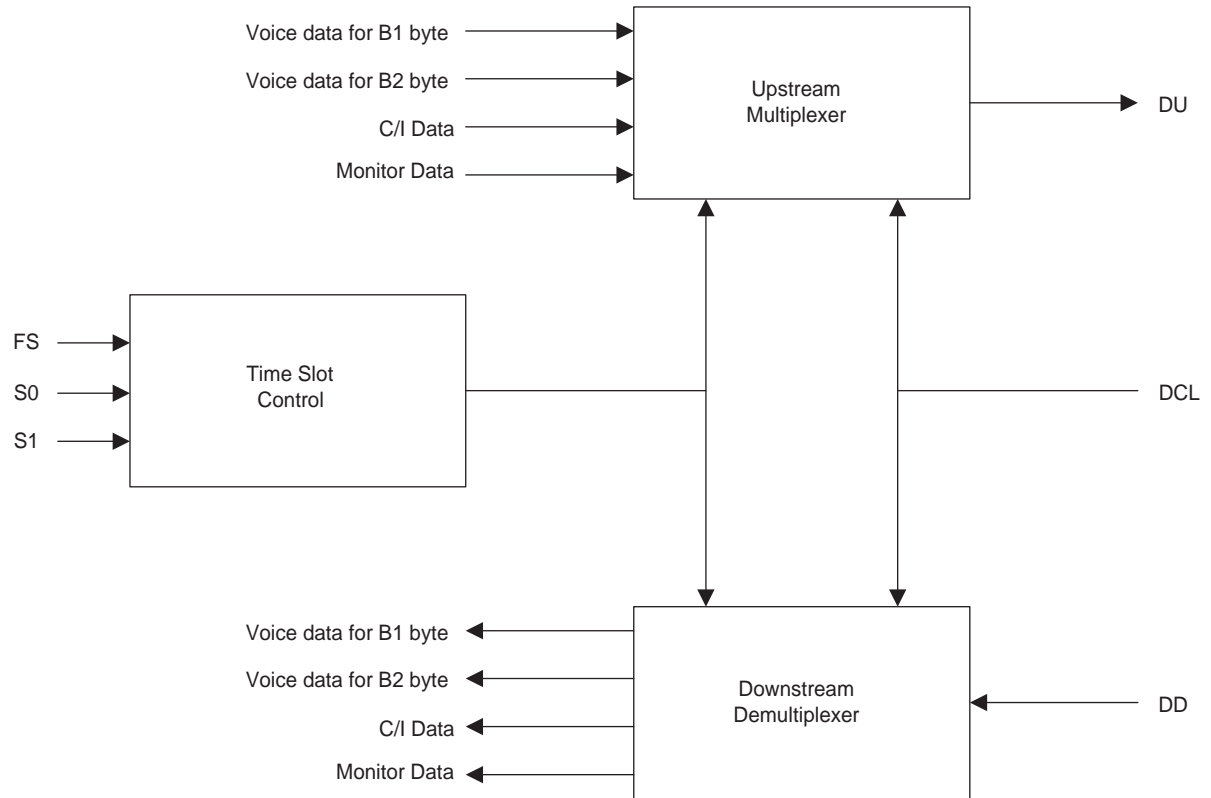 Voice data for B1 byte
Voice data for B2 byte
C/I Data
Monitor Data
Upstream
Multiplexer
DU
FS
S0
S1
Time Slot
Control
DCL
Voice data for B1 byte
Voice data for B2 byte
C/I Data
Monitor Data
Downstream
Demultiplexer
DD